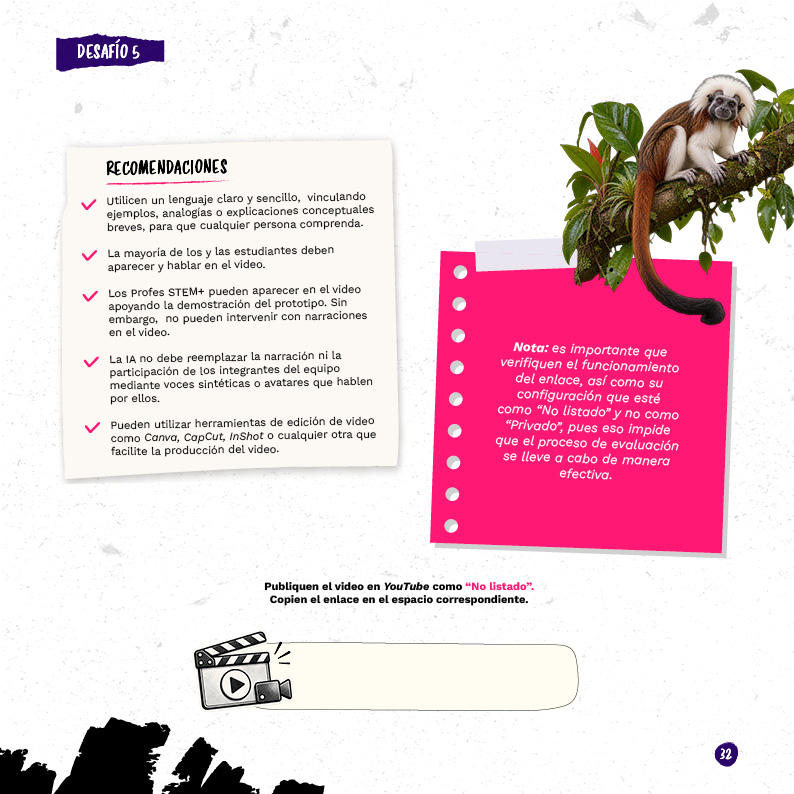 DESAFÍO 5
RECOMENDACIONES
Utilicen un lenguaje claro y sencillo, vinculando
ejemplos, analogías o explicaciones conceptuales
breves, para que cualquier persona comprenda.
La mayoría de los y las estudiantes deben
aparecer y hablar en el video.
Los Profes STEM+ pueden aparecer en el video
apoyando la demostración del prototipo. Sin
embargo, no pueden intervenir con narraciones
en el video.
La IA no debe reemplazar la narración ni la
participación de los integrantes del equipo
mediante voces sintéticas o avatares que hablen
por ellos.
Pueden utilizar herramientas de edición de video
como Canva, CapCut, InShot o cualquier otra que
facilite la producción del video.
Nota: es importante que
verifiquen el funcionamiento
del enlace, así como su
configuración que esté
como “No listado” y no como
“Privado”, pues eso impide
que el proceso de evaluación
se lleve a cabo de manera
efectiva.
Publiquen el video en YouTube como “No listado”.
Copien el enlace en el espacio correspondiente.
32